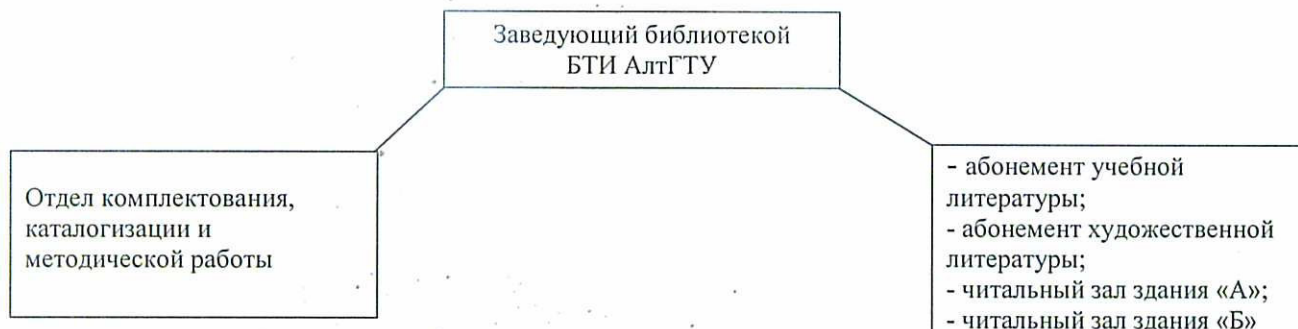 Заведующий библиотекой
БТИ АлтГТУ
Отдел комплектования,
каталогизации и
методической работы
- абонемент учебной
литературы;
- абонемент художественной
литературы;
- читальный зал здания «А»;
- читальный зал здания «Б»